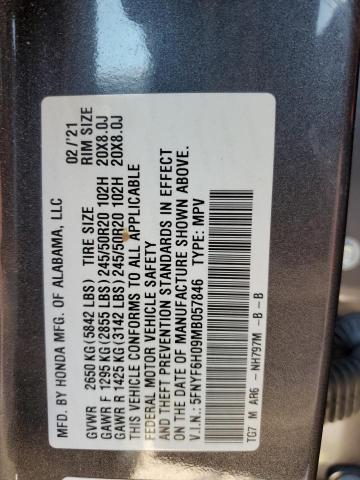 MFD. BY HONDA MFG. OF ALABAMA, LLC 02/'21
GVWR 2650 KG(5842 LBS) TIRE SIZE RIM SIZE
GAWR F 1295 KG(2855 LBS) 245/50R20 102H 20X8.0J
GAWR R 1425 KG(3142 LBS) 245/50R20 102H 20X8.0J
THIS VEHICLE CONFORMS TO ALL APPLICABLE
FEDERAL MOTOR VEHICLE SAFETY
AND THEFT PREVENTION STANDARDS IN EFFECT
ON THE DATE OF MANUFACTURE SHOWN ABOVE.
V.I.N.: 5FNYF6H09MB057846 TYPE: MPV
TG7 M AR6 -NH797M -B -B